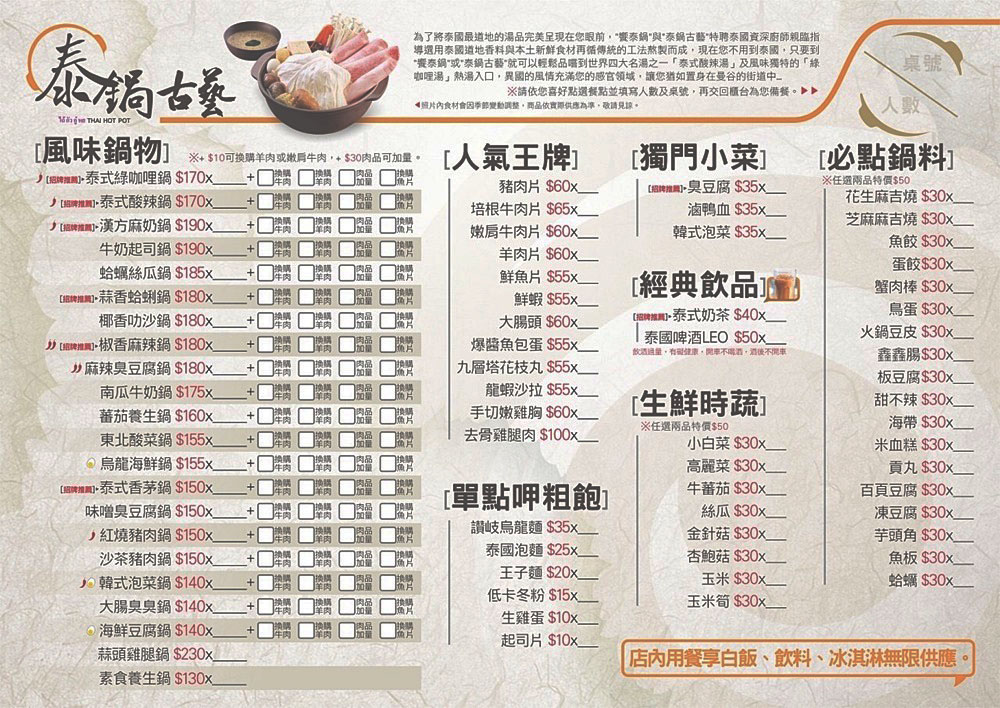 泰鍋古藝
THAI HOT POT
為了將泰國最道地的湯品完美呈現在您眼前，"饗泰鍋"與"泰鍋古藝"特聘泰國資深廚師親臨指
導選用泰國道地香料與本土新鮮食材再循傳統的工法熬製而成，現在您不用到泰國，只要到
"饗泰鍋"或"泰鍋古藝"就可以輕鬆品嚐到世界四大名湯之一「泰式酸辣湯」及風味獨特的「綠
咖哩湯」熱湯入口，異國的風情充滿您的感官領域，讓您猶如置身在曼谷的街道中...
※請依您喜好點選餐點並填寫人數及桌號，再交回櫃台為您備餐。▶▶
◀照片內食材會因季節變動調整，商品依實際供應為準，敬請見諒。
桌號
人數
[風味鍋物]
※+ $10可換購羊肉或嫩肩牛肉，+ $30肉品可加量。
[招牌推薦]▸泰式綠咖哩鍋 $170x____+□換購牛肉 □換購羊肉 □肉品加量 □換購魚片
[招牌推薦]▸泰式酸辣鍋 $170x____+□換購牛肉 □換購羊肉 □肉品加量 □換購魚片
[招牌推薦]▸漢方麻奶鍋 $190x____+□換購牛肉 □換購羊肉 □肉品加量 □換購魚片
牛奶起司鍋 $190x____+□換購牛肉 □換購羊肉 □肉品加量 □換購魚片
蛤蠣絲瓜鍋 $185x____+□換購牛肉 □換購羊肉 □肉品加量 □換購魚片
[招牌推薦]▸蒜香蛤蜊鍋 $180x____+□換購牛肉 □換購羊肉 □肉品加量 □換購魚片
椰香叻沙鍋 $180x____+□換購牛肉 □換購羊肉 □肉品加量 □換購魚片
[招牌推薦]▸椒香麻辣鍋 $180x____+□換購牛肉 □換購羊肉 □肉品加量 □換購魚片
麻辣臭豆腐鍋 $180x____+□換購牛肉 □換購羊肉 □肉品加量 □換購魚片
南瓜牛奶鍋 $175x____+□換購牛肉 □換購羊肉 □肉品加量 □換購魚片
蕃茄養生鍋 $160x____+□換購牛肉 □換購羊肉 □肉品加量 □換購魚片
東北酸菜鍋 $155x____+□換購牛肉 □換購羊肉 □肉品加量 □換購魚片
烏龍海鮮鍋 $155x____+□換購牛肉 □換購羊肉 □肉品加量 □換購魚片
[招牌推薦]▸泰式香茅鍋 $150x____+□換購牛肉 □換購羊肉 □肉品加量 □換購魚片
味噌臭豆腐鍋 $150x____+□換購牛肉 □換購羊肉 □肉品加量 □換購魚片
紅燒豬肉鍋 $150x____+□換購牛肉 □換購羊肉 □肉品加量 □換購魚片
沙茶豬肉鍋 $150x____+□換購牛肉 □換購羊肉 □肉品加量 □換購魚片
韓式泡菜鍋 $140x____+□換購牛肉 □換購羊肉 □肉品加量 □換購魚片
大腸臭臭鍋 $140x____+□換購牛肉 □換購羊肉 □肉品加量 □換購魚片
海鮮豆腐鍋 $140x____+□換購牛肉 □換購羊肉 □肉品加量 □換購魚片
蒜頭雞腿鍋 $230x____
素食養生鍋 $130x____
[人氣王牌]
豬肉片 $60x___
培根牛肉片 $65x___
嫩肩牛肉片 $60x___
羊肉片 $60x___
鮮魚片 $55x___
鮮蝦 $55x___
大腸頭 $60x___
爆醬魚包蛋 $55x___
九層塔花枝丸 $55x___
龍蝦沙拉 $55x___
手切嫩雞胸 $60x___
去骨雞腿肉 $100x___
[單點呷粗飽]
讚岐烏龍麵 $35x___
泰國泡麵 $25x___
王子麵 $20x___
低卡冬粉 $15x___
生雞蛋 $10x___
起司片 $10x___
[獨門小菜]
[招牌推薦]▸臭豆腐 $35x___
滷鴨血 $35x___
韓式泡菜 $35x___
[經典飲品]
[招牌推薦]▸泰式奶茶 $40x___
泰國啤酒LEO $50x___
飲酒過量，有礙健康，開車不喝酒，酒後不開車
[生鮮時蔬]
※任選兩品特價$50
小白菜 $30x___
高麗菜 $30x___
牛蕃茄 $30x___
絲瓜 $30x___
金針菇 $30x___
杏鮑菇 $30x___
玉米 $30x___
玉米筍 $30x___
[必點鍋料]
※任選兩品特價$50
花生麻吉燒 $30x___
芝麻麻吉燒 $30x___
魚餃 $30x___
蛋餃$30x___
蟹肉棒 $30x___
鳥蛋 $30x___
火鍋豆皮 $30x___
鑫鑫腸$30x___
板豆腐$30x___
甜不辣 $30x___
海帶 $30x___
米血糕 $30x___
貢丸 $30x___
百頁豆腐 $30x___
凍豆腐 $30x___
芋頭角 $30x___
魚板 $30x___
蛤蠣 $30x___
店內用餐享白飯、飲料、冰淇淋無限供應。